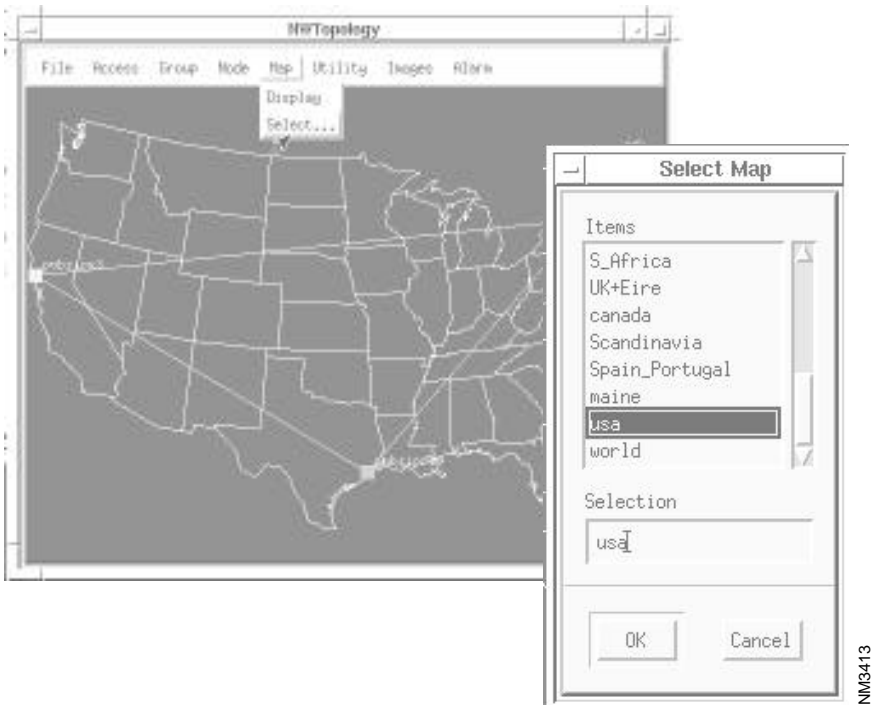 NWTopology
File Access Group Node Map Utility Images Alarm
Display
Select...
Select Map
Items
S_Africa
UK+Eire
canada
Scandinavia
Spain_Portugal
maine
usa
world
Selection
usa
OK Cancel
NM3413